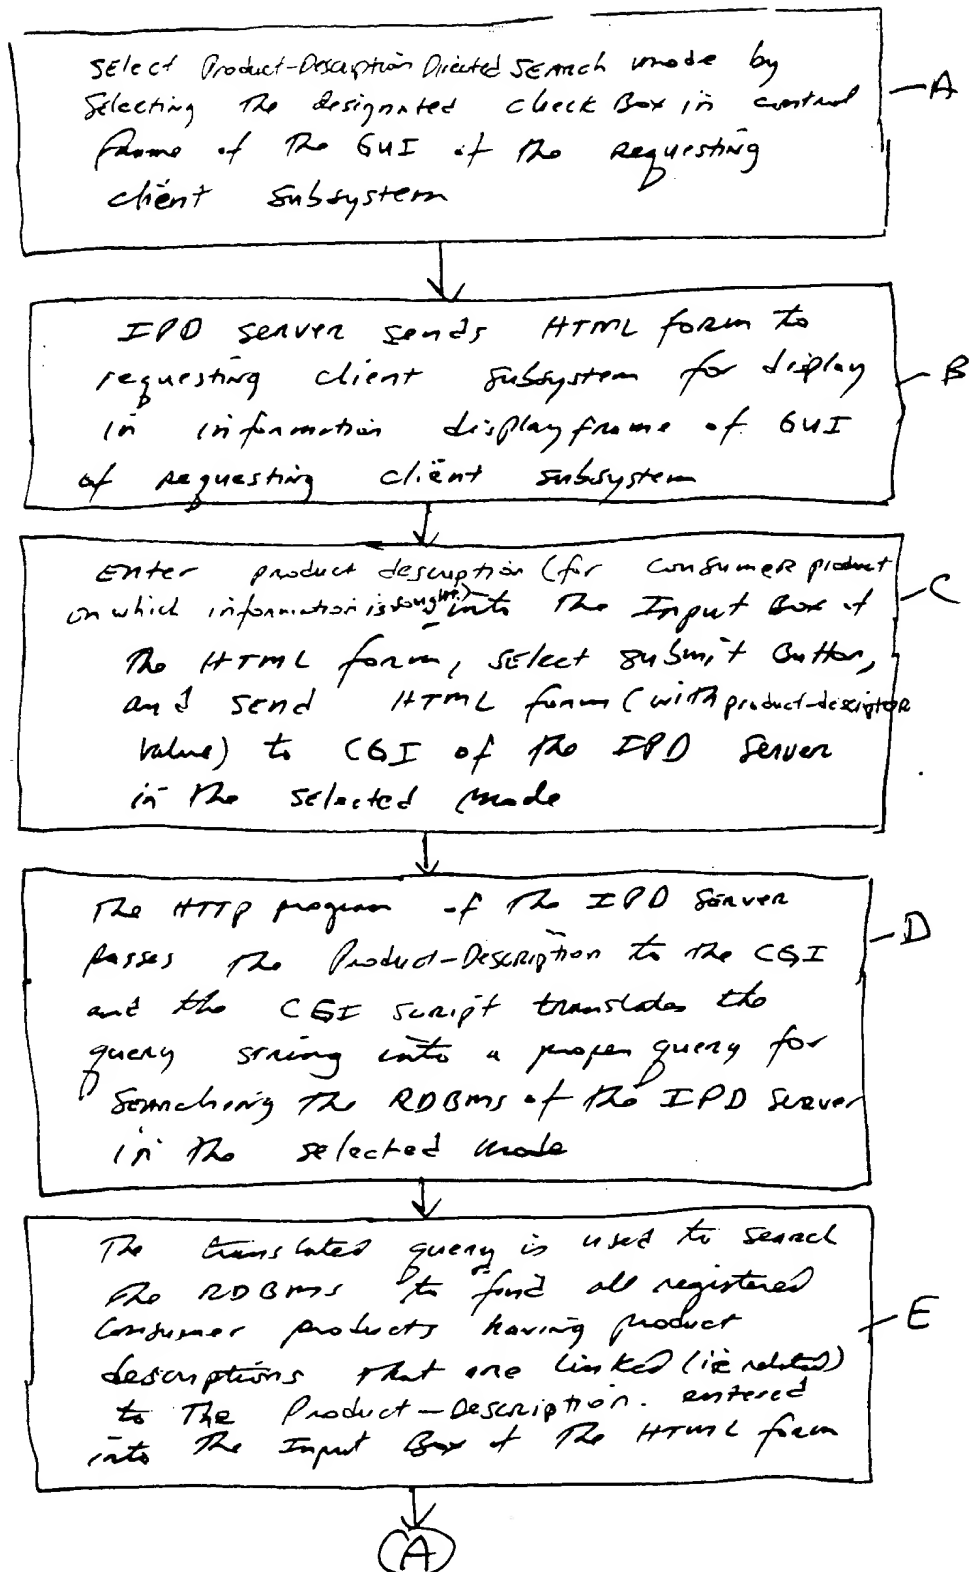 Select Product-Description Directed Search mode by
Selecting The designated check Box in control
frame of The GUI of The requesting
client subsystem
A
IPD server sends HTML form to
requesting client subsystem for display
in information display frame of GUI
of requesting client subsystem
B
Enter product description (for consumer product
on which information is sought) into The Input Box of
The HTML form, select submit Button,
and send HTML form (with product-descriptor
value) to CGI of The IPD Server
in The selected mode
C
The HTTP program of The IPD Server
passes The Product-Description to the CGI
and the CGI script translates the
query string into a proper query for
searching The RDBMS of the IPD Server
in The selected mode
D
The translated query is used to search
The RDBMS to find all registered
Consumer products having product
descriptions that are linked (ie related)
to The Product-Description. entered
into The Input Box of The HTML form
E
A